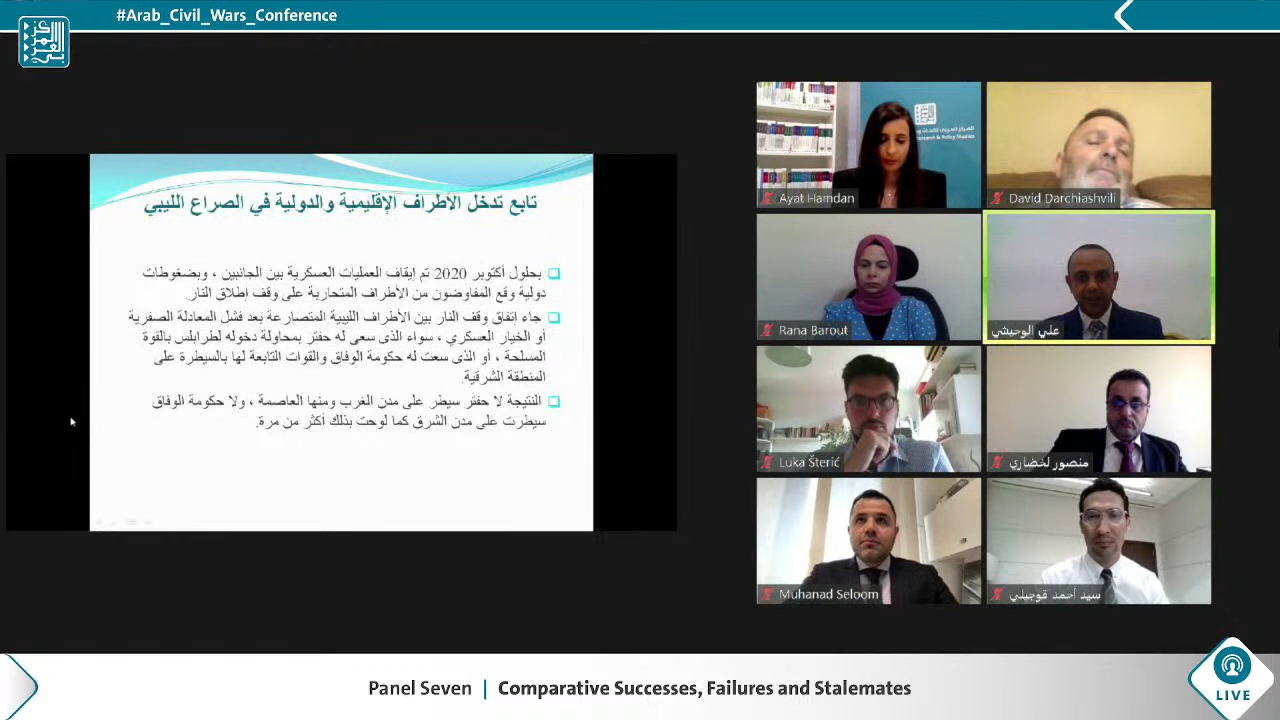 #Arab_Civil_Wars_Conference
تابع تدخل الأطراف الإقليمية والدولية في الصراع الليبي
بحلول أكتوبر 2020 تم إيقاف العمليات العسكرية بين الجانبين ، وبضغوطات
دولية وقع المفاوضون من الأطراف المتحاربة على وقف إطلاق النار.
جاء إتفاق وقف النار بين الأطراف الليبية المتصارعة بعد فشل المعادلة الصفرية
أو الخيار العسكري ، سواء الذى سعى له حفتر بمحاولة دخوله لطرابلس بالقوة
المسلحة ، أو الذى سعت له حكومة الوفاق والقوات التابعة لها بالسيطرة على
المنطقة الشرقية.
النتيجة لا حفتر سيطر على مدن الغرب ومنها العاصمة ، ولا حكومة الوفاق
سيطرت على مدن الشرق كما لوحت بذلك أكثر من مرة.
Ayat Hamdan
David Darchiashvili
Rana Barout
علي الوحيشي
Luka Šterić
منصور لخضاري
Muhanad Seloom
سيد أحمد قوجيلي
Panel Seven | Comparative Successes, Failures and Stalemates
LIVE